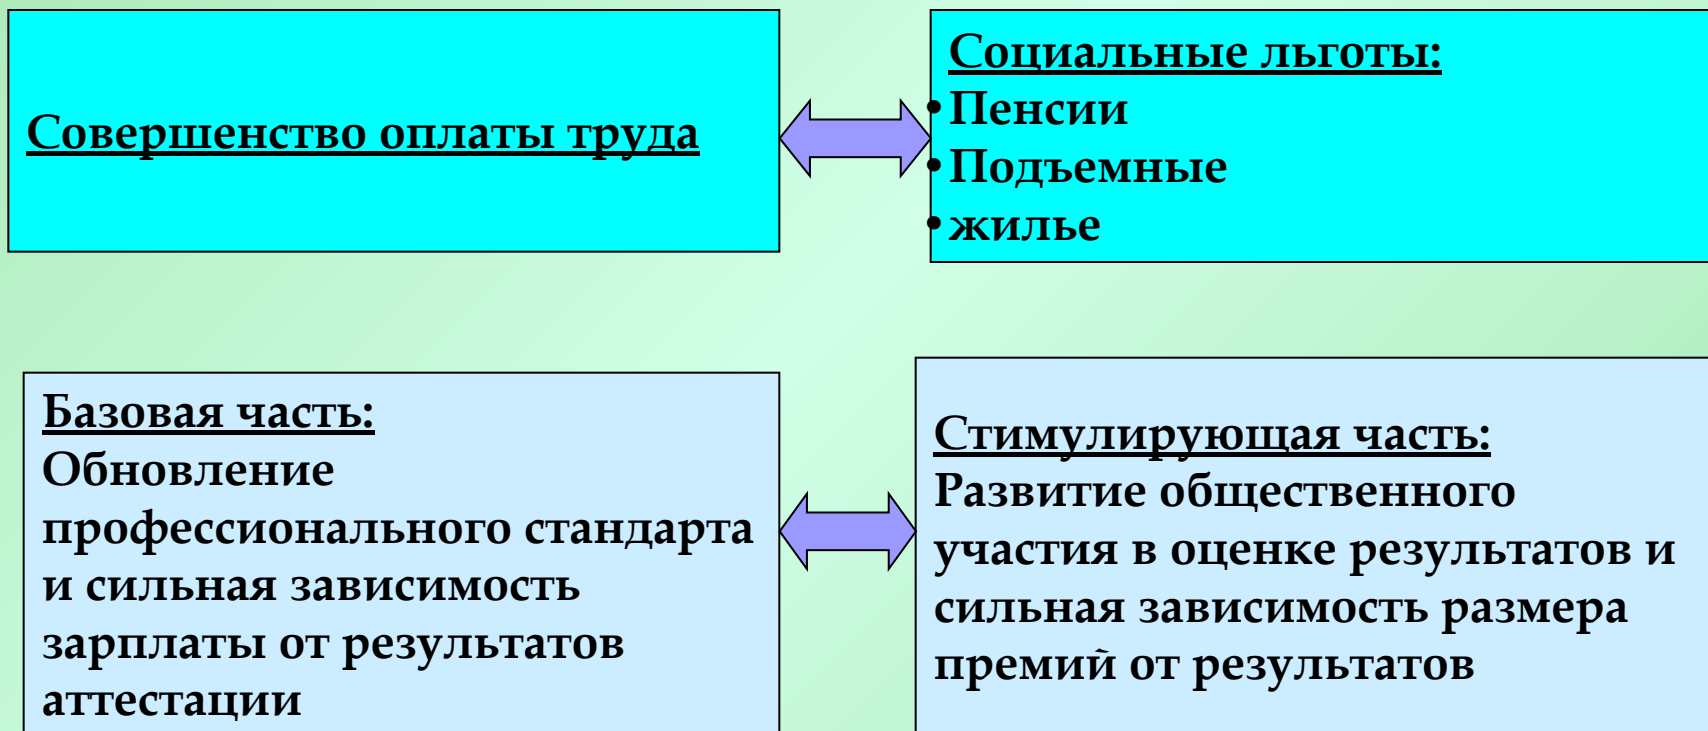 Совершенство оплаты труда
Социальные льготы:
•Пенсии
•Подъемные
•жилье
Базовая часть:
Обновление
профессионального стандарта
и сильная зависимость
зарплаты от результатов
аттестации
Стимулирующая часть:
Развитие общественного
участия в оценке результатов и
сильная зависимость размера
премий от результатов